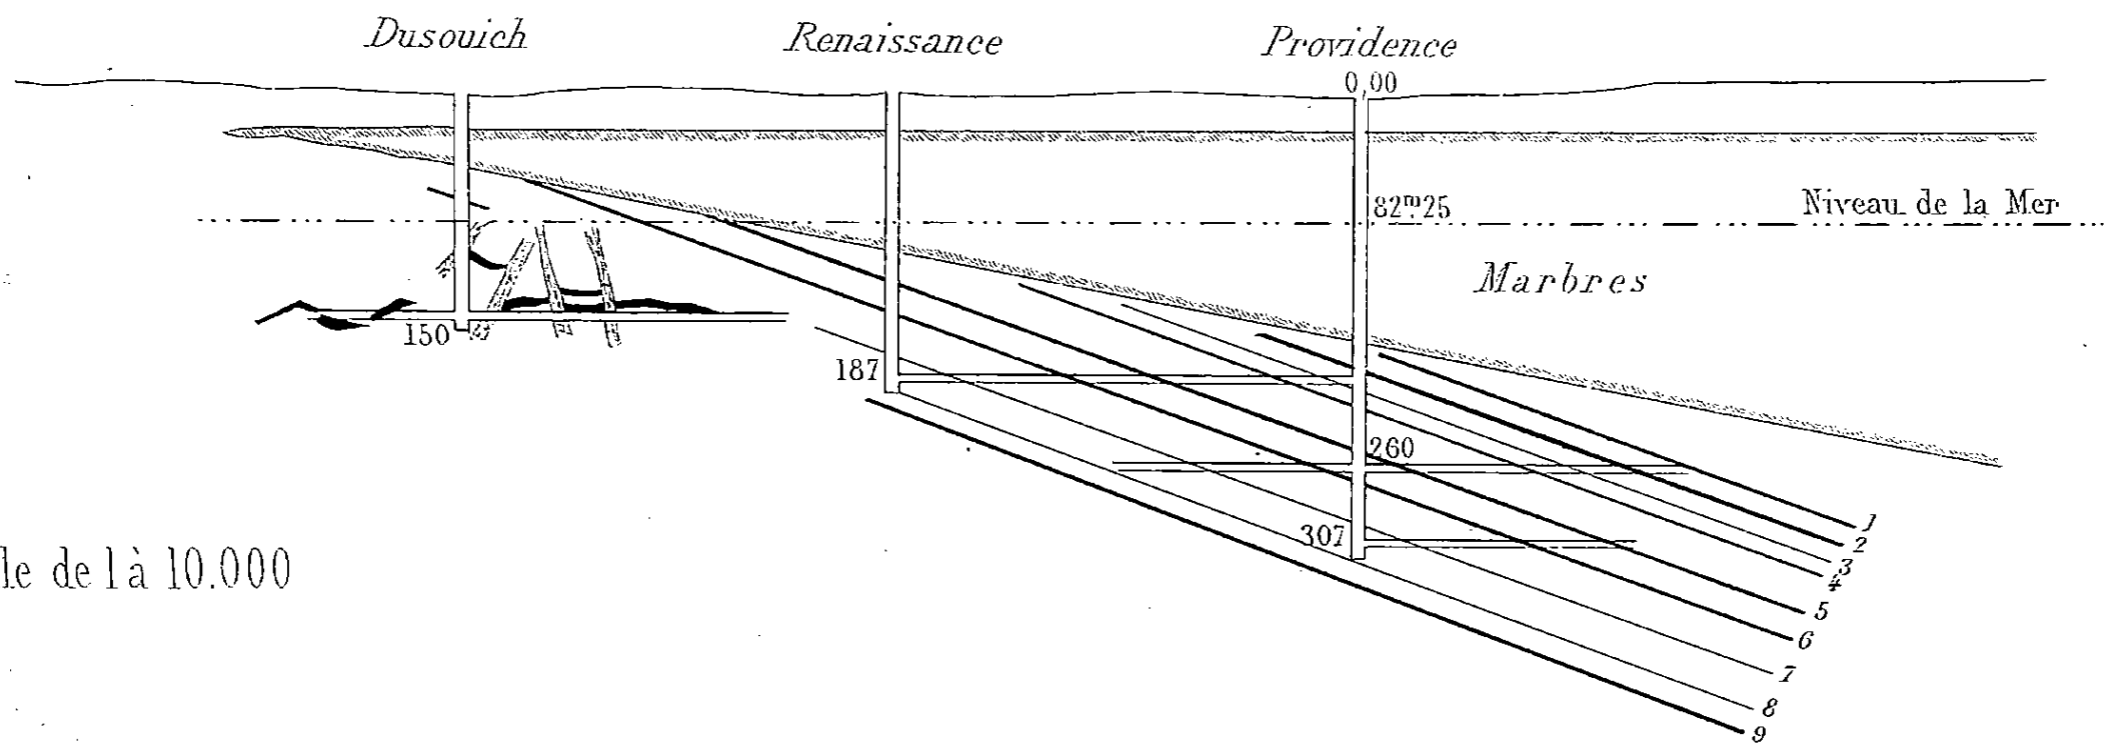 Dusouich
Renaissance
Providence
0,00
82m25
Niveau de la Mer
Marbres
150
187
260
307
1
2
3
4
5
6
7
8
9
le de 1 à 10.000